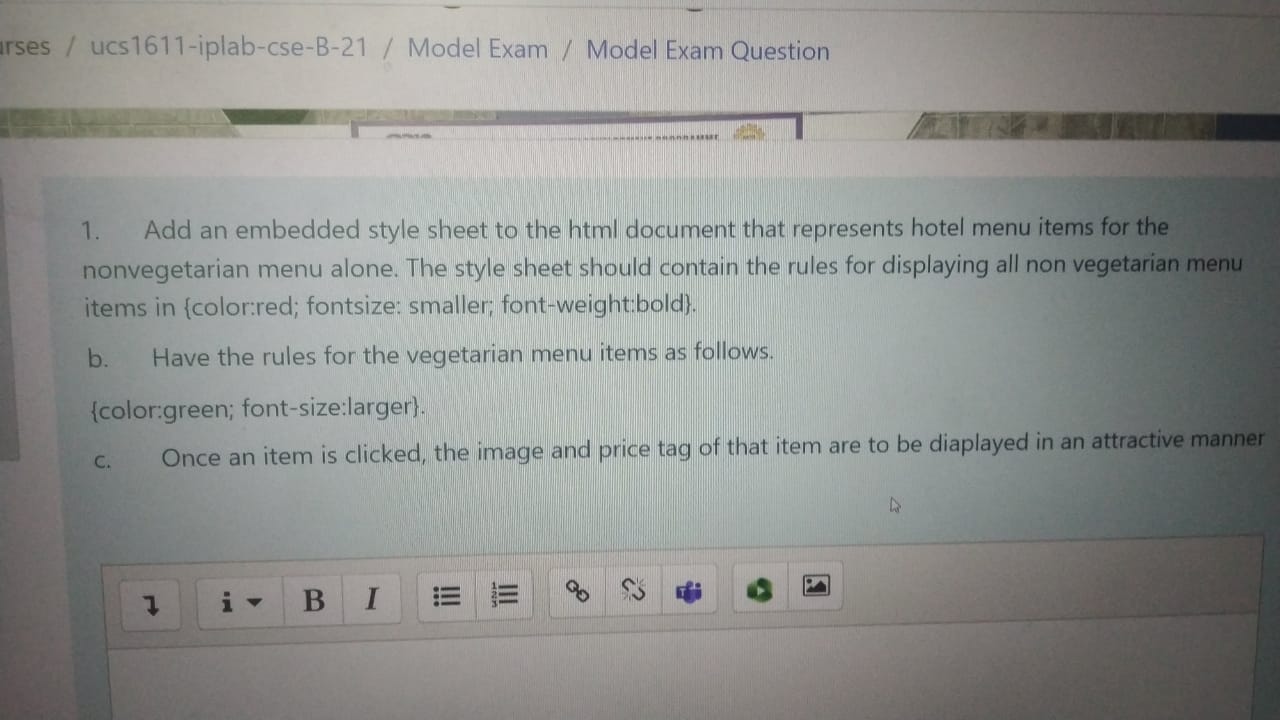 urses / ucs1611-iplab-cse-B-21 / Model Exam / Model Exam Question
1. Add an embedded style sheet to the html document that represents hotel menu items for the
nonvegetarian menu alone. The style sheet should contain the rules for displaying all non vegetarian menu
items in {color:red; fontsize: smaller; font-weight:bold}.
b. Have the rules for the vegetarian menu items as follows.
{color:green; font-size:larger}.
c. Once an item is clicked, the image and price tag of that item are to be diaplayed in an attractive manner
i B I